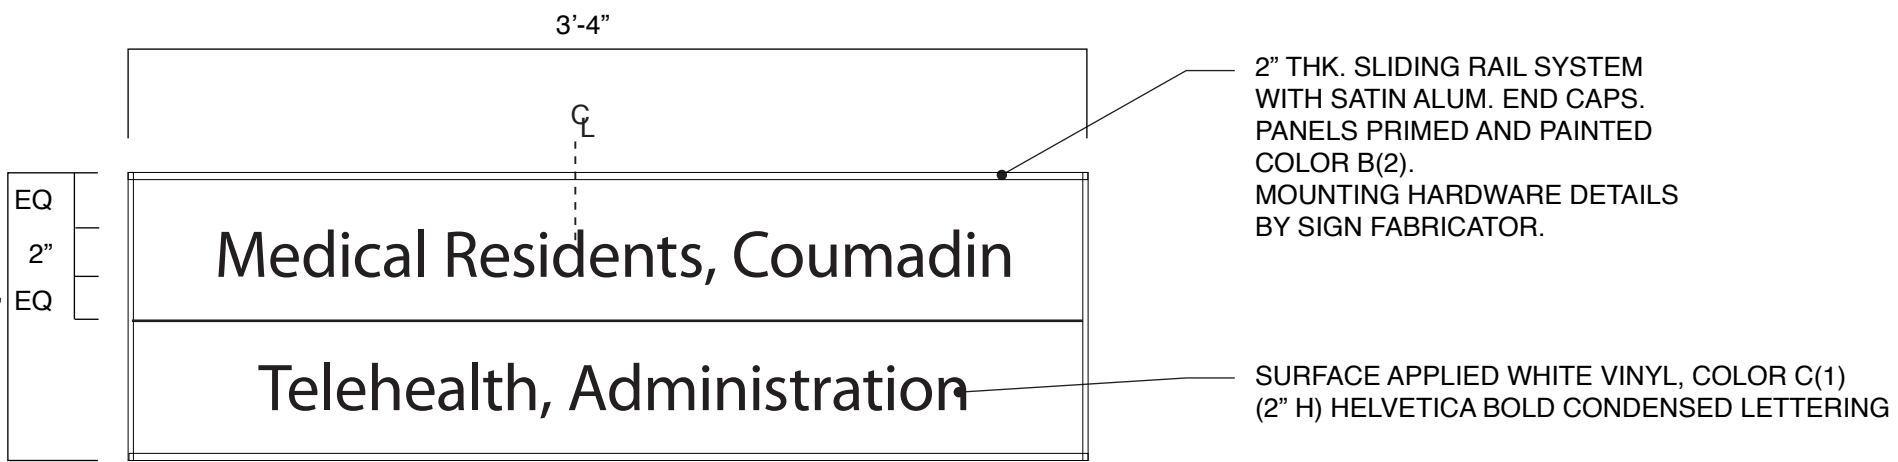 3’-4”
CL
2” THK. SLIDING RAIL SYSTEM
WITH SATIN ALUM. END CAPS.
PANELS PRIMED AND PAINTED
COLOR B(2).
MOUNTING HARDWARE DETAILS
BY SIGN FABRICATOR.
EQ
2”
EQ
Medical Residents, Coumadin
Telehealth, Administration
SURFACE APPLIED WHITE VINYL, COLOR C(1)
(2” H) HELVETICA BOLD CONDENSED LETTERING